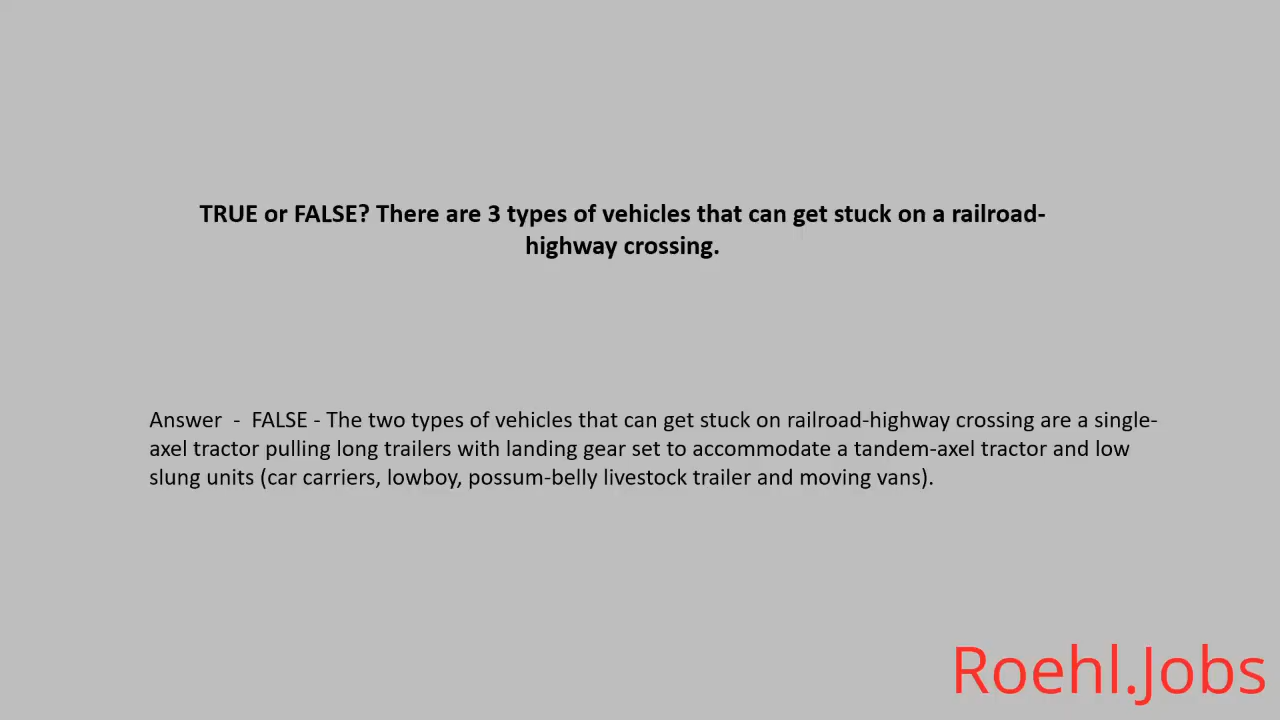 TRUE or FALSE? There are 3 types of vehicles that can get stuck on a railroad-
highway crossing.
Answer  -  FALSE - The two types of vehicles that can get stuck on railroad-highway crossing are a single-
axel tractor pulling long trailers with landing gear set to accommodate a tandem-axel tractor and low
slung units (car carriers, lowboy, possum-belly livestock trailer and moving vans).
Roehl.Jobs